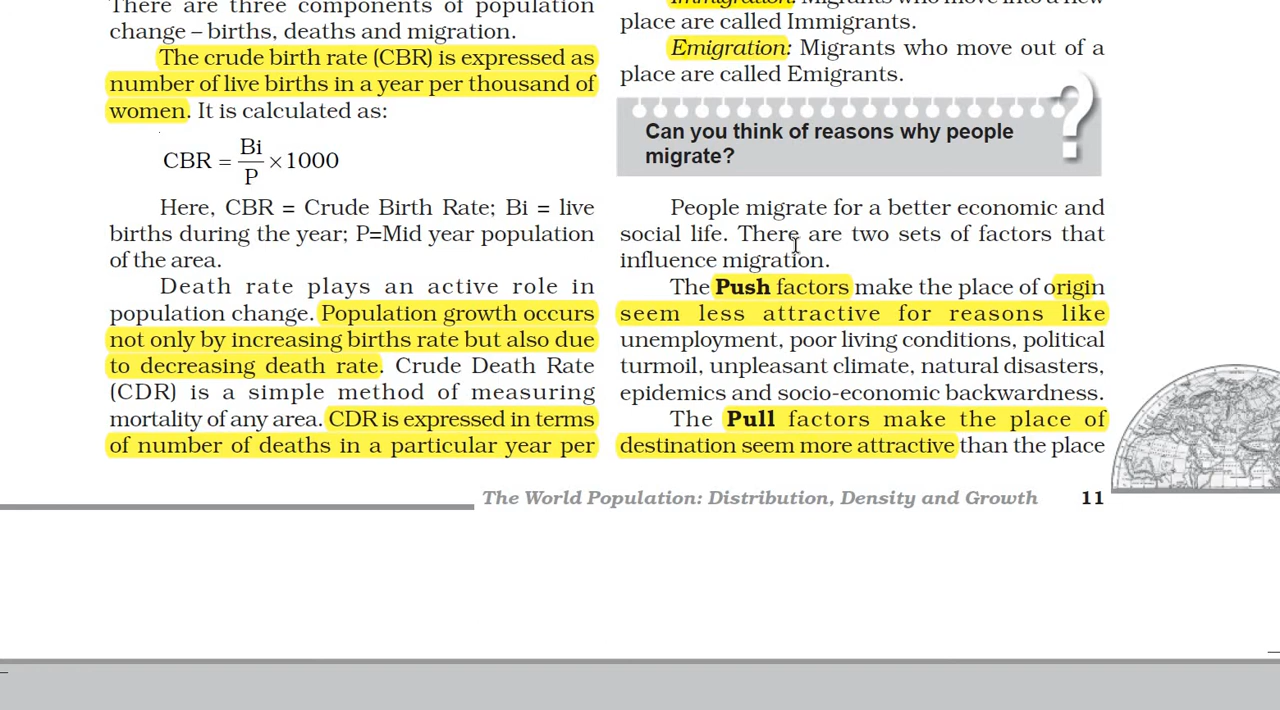 There are three components of population
change – births, deaths and migration.
The crude birth rate (CBR) is expressed as
number of live births in a year per thousand of
women. It is calculated as:
CBR = Bi/P ×1000
Here, CBR = Crude Birth Rate; Bi = live
births during the year; P=Mid year population
of the area.
Death rate plays an active role in
population change. Population growth occurs
not only by increasing births rate but also due
to decreasing death rate. Crude Death Rate
(CDR) is a simple method of measuring
mortality of any area. CDR is expressed in terms
of number of deaths in a particular year per
Immigration: Migrants who move into a new
place are called Immigrants.
Emigration: Migrants who move out of a
place are called Emigrants.
Can you think of reasons why people
migrate?
?
People migrate for a better economic and
social life. There are two sets of factors that
influence migration.
The Push factors make the place of origin
seem less attractive for reasons like
unemployment, poor living conditions, political
turmoil, unpleasant climate, natural disasters,
epidemics and socio-economic backwardness.
The Pull factors make the place of
destination seem more attractive than the place
The World Population: Distribution, Density and Growth 11